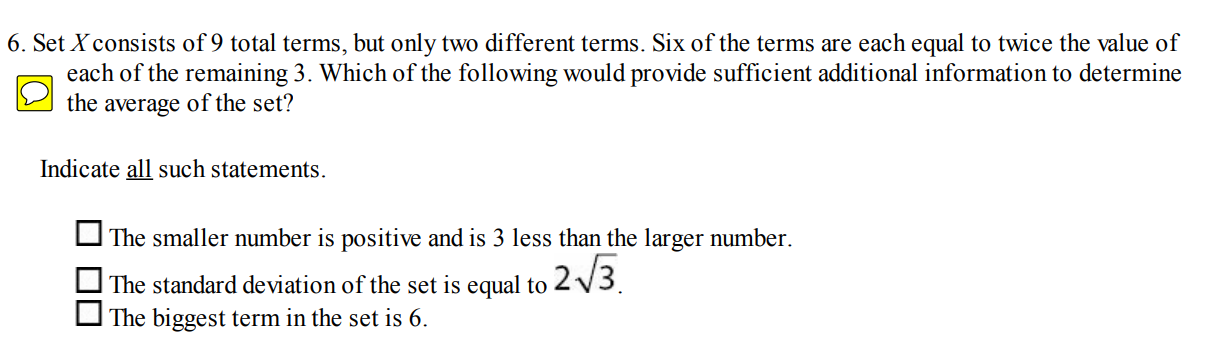 6. Set X consists of 9 total terms, but only two different terms. Six of the terms are each equal to twice the value of
each of the remaining 3. Which of the following would provide sufficient additional information to determine
the average of the set?
Indicate all such statements.
The smaller number is positive and is 3 less than the larger number.
The standard deviation of the set is equal to 2√3.
The biggest term in the set is 6.